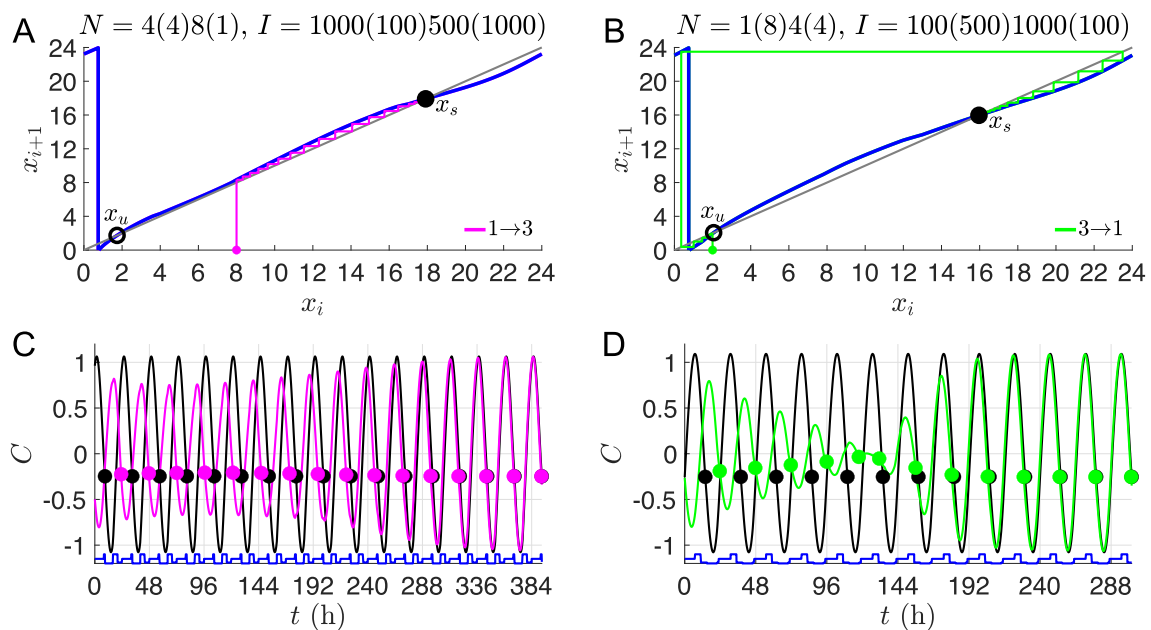 A
N = 4(4)8(1), I = 1000(100)500(1000)
24
20
16
12
8
4
0
x_{i+1}
x_u
x_s
1→3
0 2 4 6 8 10 12 14 16 18 20 22 24
x_i
B
N = 1(8)4(4), I = 100(500)1000(100)
24
20
16
12
8
4
0
x_{i+1}
x_u
x_s
3→1
0 2 4 6 8 10 12 14 16 18 20 22 24
x_i
C
1
0.5
0
-0.5
-1
C
0 48 96 144 192 240 288 336 384
t (h)
D
1
0.5
0
-0.5
-1
C
0 48 96 144 192 240 288
t (h)